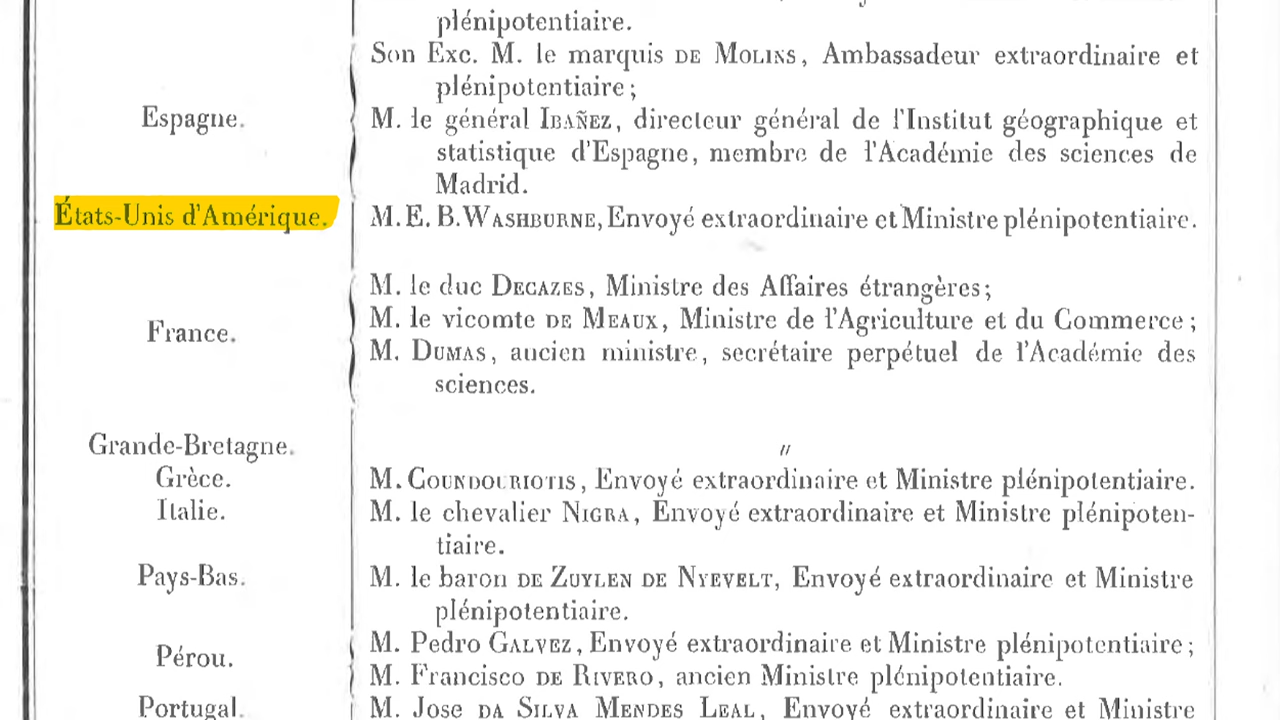 plénipotentiaire.
Son Exc. M. le marquis DE MOLINS, Ambassadeur extraordinaire et
plénipotentiaire;
Espagne.
M. le général IBAÑEZ, directeur général de l'Institut géographique et
statistique d'Espagne, membre de l'Académie des sciences de
Madrid.
États-Unis d'Amérique.
M. E. B. WASHBURNE, Envoyé extraordinaire et Ministre plénipotentiaire.
M. le duc DECAZES, Ministre des Affaires étrangères;
France.
M. le vicomte DE MEAUX, Ministre de l'Agriculture et du Commerce;
M. DUMAS, ancien ministre, secrétaire perpétuel de l'Académie des
sciences.
Grande-Bretagne.
"
Grèce.
M. COUNDOURIOTIS, Envoyé extraordinaire et Ministre plénipotentiaire.
Italie.
M. le chevalier NIGRA, Envoyé extraordinaire et Ministre plénipoten-
tiaire.
Pays-Bas.
M. le baron DE ZUYLEN DE NYEVELT, Envoyé extraordinaire et Ministre
plénipotentiaire.
Pérou.
M. Pedro GALVEZ, Envoyé extraordinaire et Ministre plénipotentiaire;
M. Francisco DE RIVERO, ancien Ministre plénipotentiaire.
Portugal.
M. Jose DA SILVA MENDES LEAL, Envoyé extraordinaire et Ministre